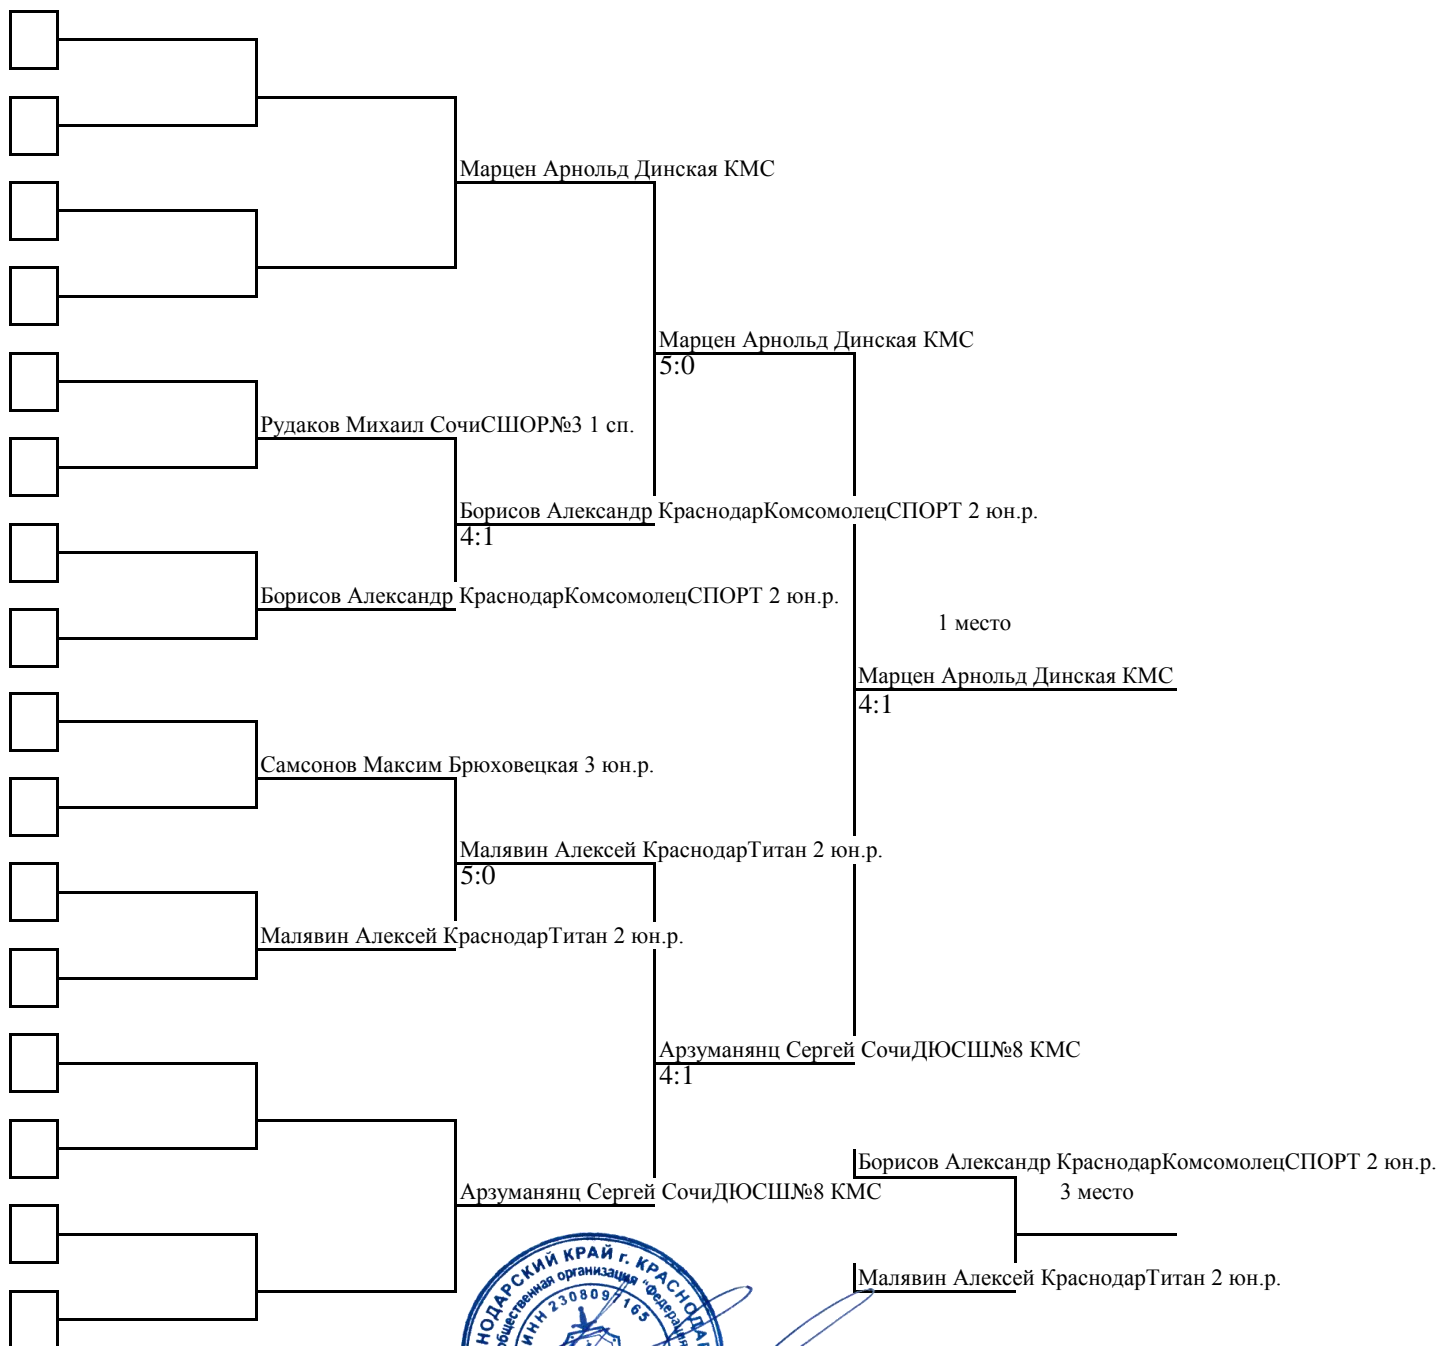 Марцен Арнольд Динская КМС
Марцен Арнольд Динская КМС
5:0
Рудаков Михаил СочиСШОР№3 1 сп.
Борисов Александр КраснодарКомсомолецСПОРТ 2 юн.р.
4:1
Борисов Александр КраснодарКомсомолецСПОРТ 2 юн.р.
1 место
Марцен Арнольд Динская КМС
4:1
Самсонов Максим Брюховецкая 3 юн.р.
Малявин Алексей КраснодарТитан 2 юн.р.
5:0
Малявин Алексей КраснодарТитан 2 юн.р.
Арзуманянц Сергей СочиДЮСШ№8 КМС
4:1
Борисов Александр КраснодарКомсомолецСПОРТ 2 юн.р.
Арзуманянц Сергей СочиДЮСШ№8 КМС
3 место
Малявин Алексей КраснодарТитан 2 юн.р.
КРАЙ г.
организация "Федерация
ИНН 2308097165